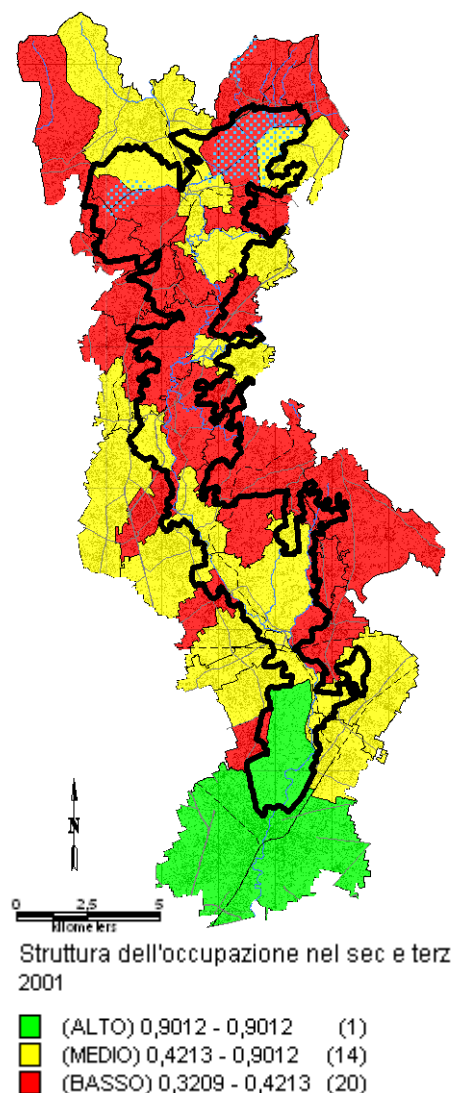 N
0 2,5 5
kilometers
Struttura dell'occupazione nel sec e terz
2001
(ALTO) 0,9012 - 0,9012 (1)
(MEDIO) 0,4213 - 0,9012 (14)
(BASSO) 0,3209 - 0,4213 (20)